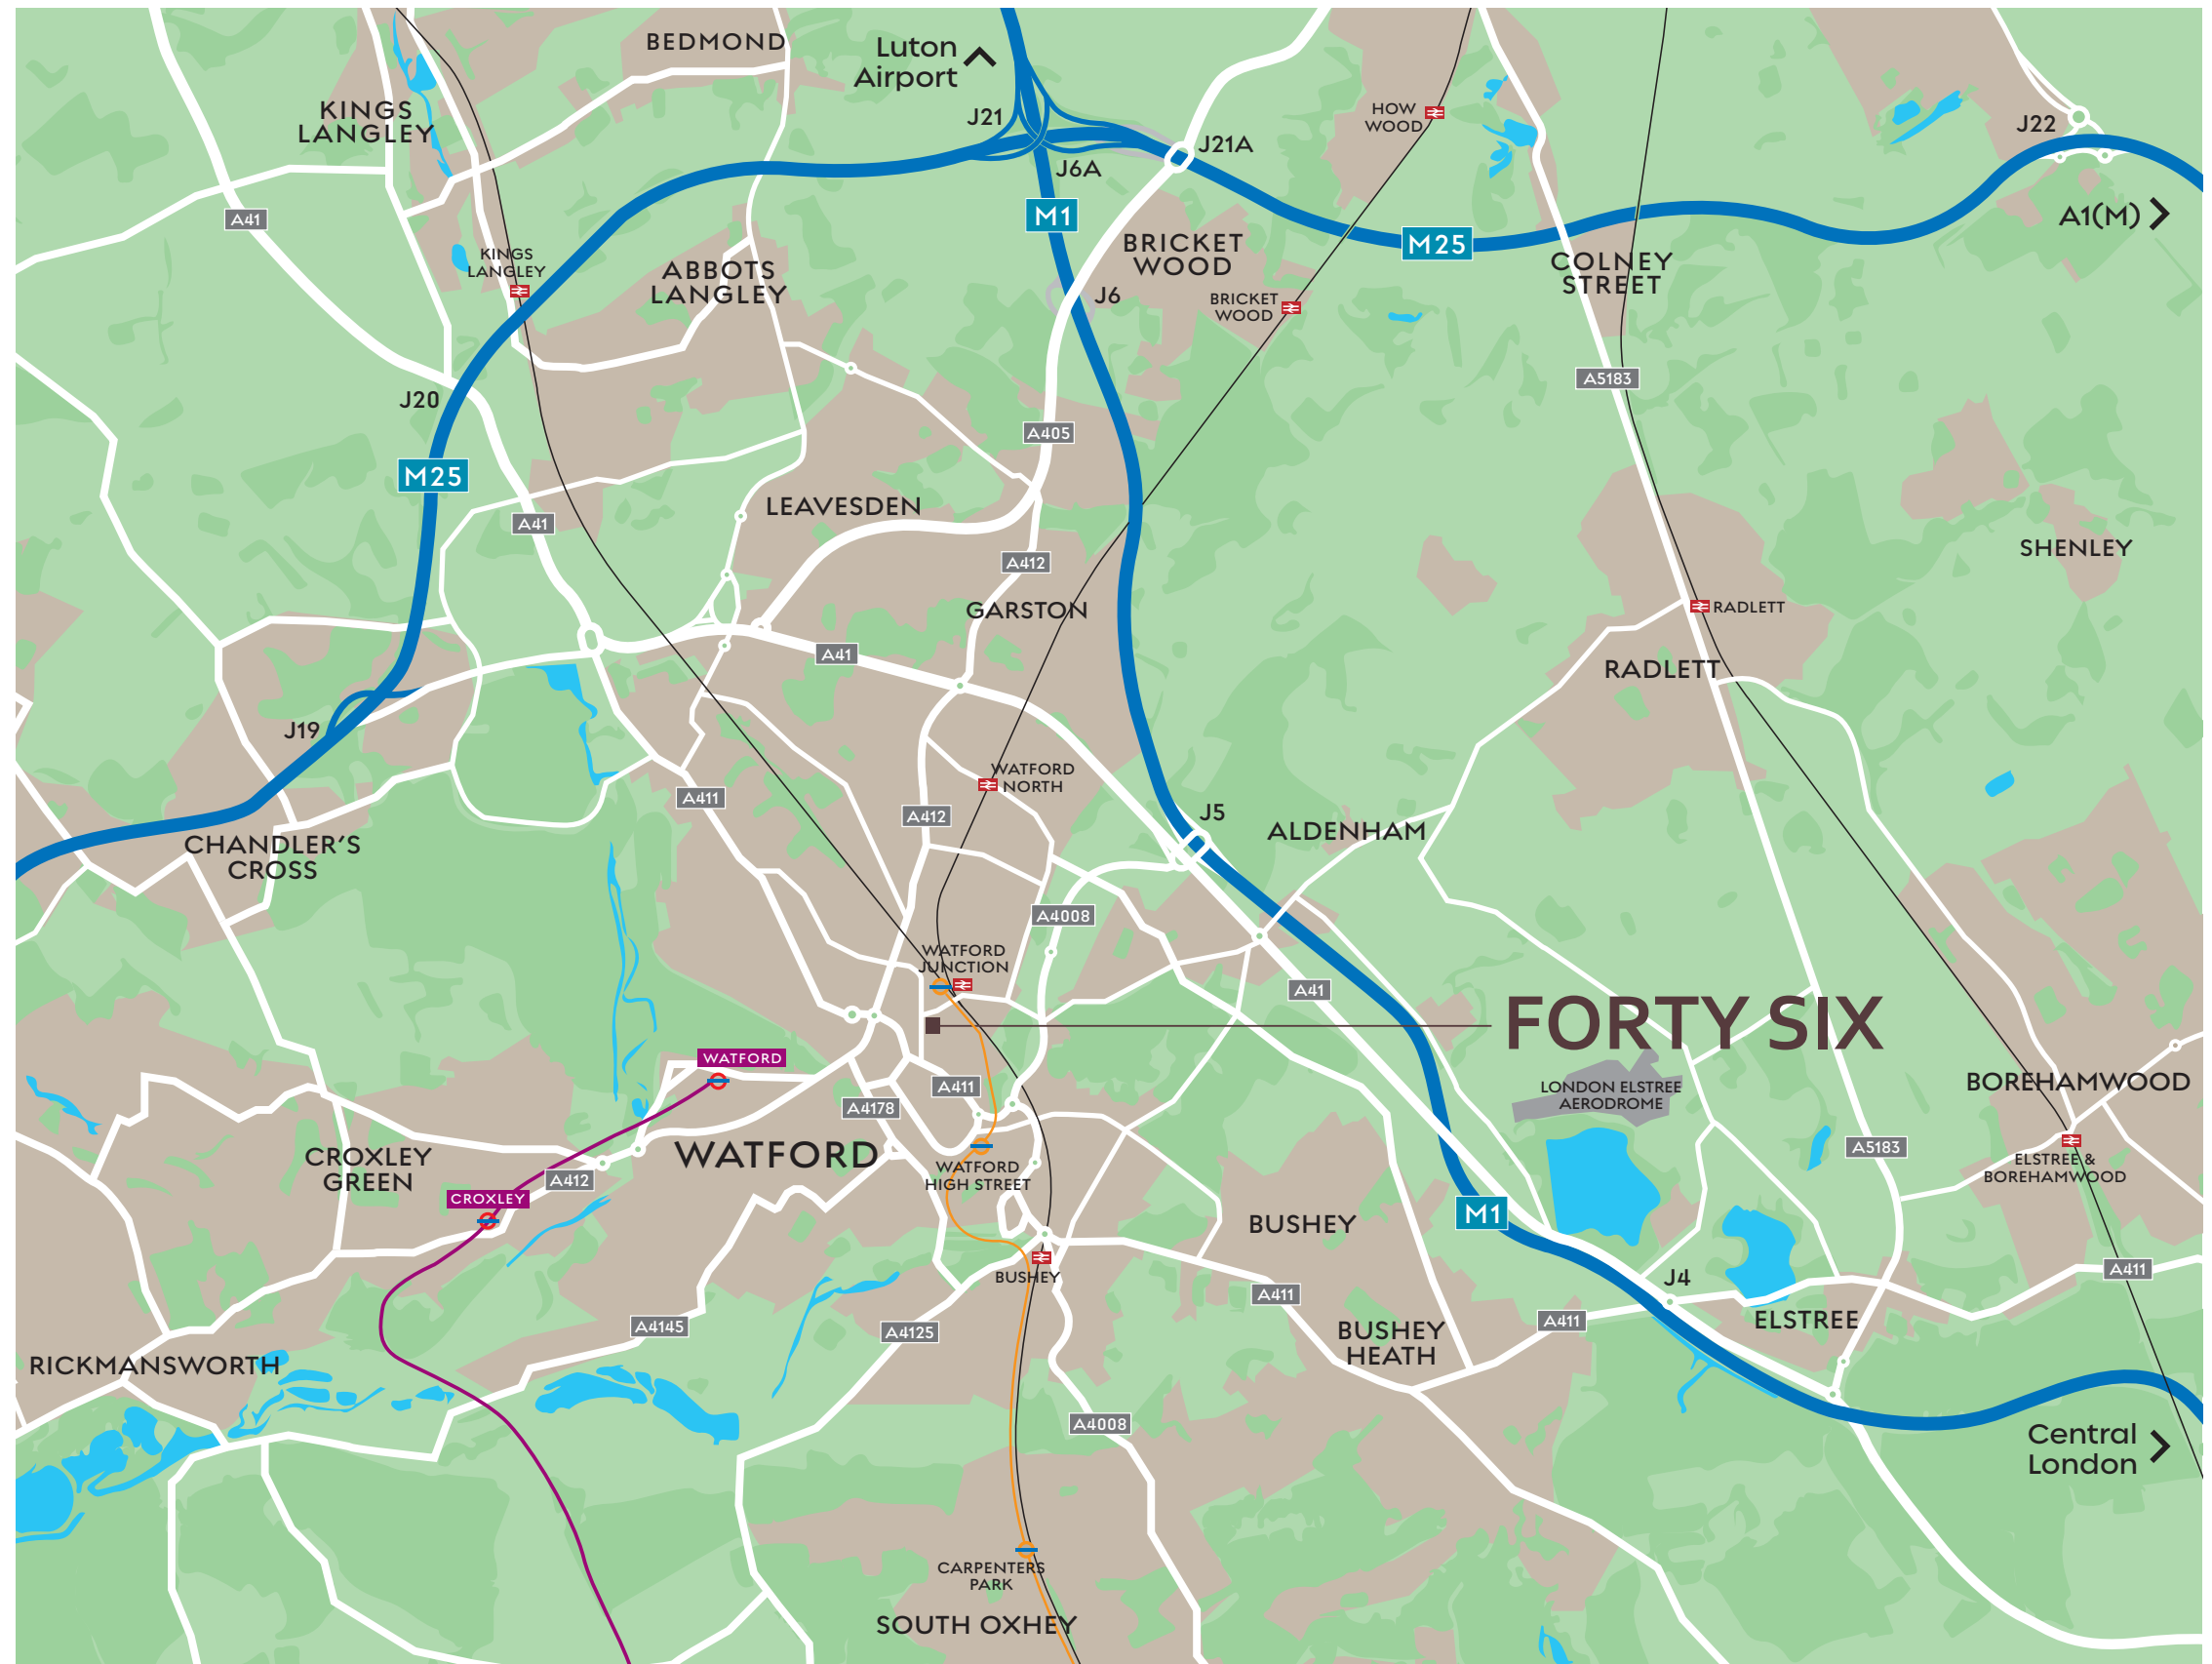 BEDMOND
Luton
Airport
KINGS
LANGLEY
J21
HOW
WOOD
J22
J21A
J6A
A41
M1
A1(M)
M25
BRICKET
WOOD
KINGS
LANGLEY
ABBOTS
LANGLEY
COLNEY
STREET
J6
BRICKET
WOOD
A5183
J20
A405
M25
LEAVESDEN
A41
SHENLEY
A412
GARSTON
RADLETT
A41
RADLETT
J19
WATFORD
NORTH
A411
A412
J5
ALDENHAM
CHANDLER'S
CROSS
A4008
WATFORD
JUNCTION
A41
FORTY SIX
WATFORD
A411
LONDON ELSTREE
AERODROME
BOREHAMWOOD
A4178
WATFORD
CROXLEY
GREEN
A5183
ELSTREE &
BOREHAMWOOD
WATFORD
HIGH STREET
A412
CROXLEY
M1
BUSHEY
BUSHEY
A411
J4
A411
A411
ELSTREE
A4145
A4125
BUSHEY
HEATH
RICKMANSWORTH
A4008
Central
London
CARPENTERS
PARK
SOUTH OXHEY